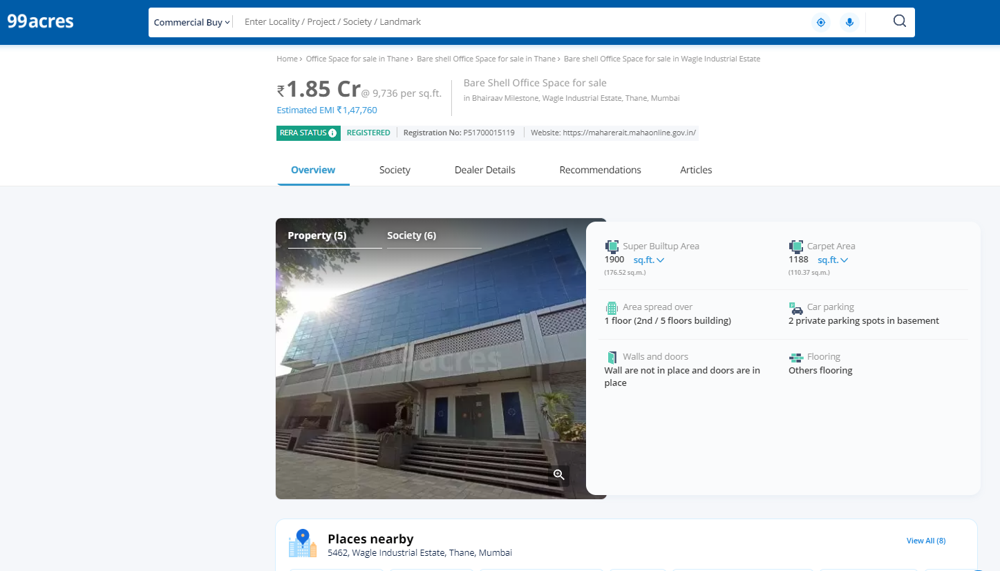 99acres
Commercial Buy
Enter Locality / Project / Society / Landmark
Home › Office Space for sale in Thane › Bare shell Office Space for sale in Thane › Bare shell Office Space for sale in Wagle Industrial Estate
₹1.85 Cr @ 9,736 per sq.ft.
Estimated EMI ₹1,47,760
Bare Shell Office Space for sale
in Bhairaav Milestone, Wagle Industrial Estate, Thane, Mumbai
RERA STATUS REGISTERED Registration No: P51700015119 Website: https://maharerait.mahaonline.gov.in/
Overview Society Dealer Details Recommendations Articles
Property (5) Society (6)
99acres
Super Builtup Area
1900 sq.ft.
(176.52 sq.m.)
Carpet Area
1188 sq.ft.
(110.37 sq.m.)
Area spread over
1 floor (2nd / 5 floors building)
Car parking
2 private parking spots in basement
Walls and doors
Wall are not in place and doors are in
place
Flooring
Others flooring
Places nearby
5462, Wagle Industrial Estate, Thane, Mumbai
View All (8)